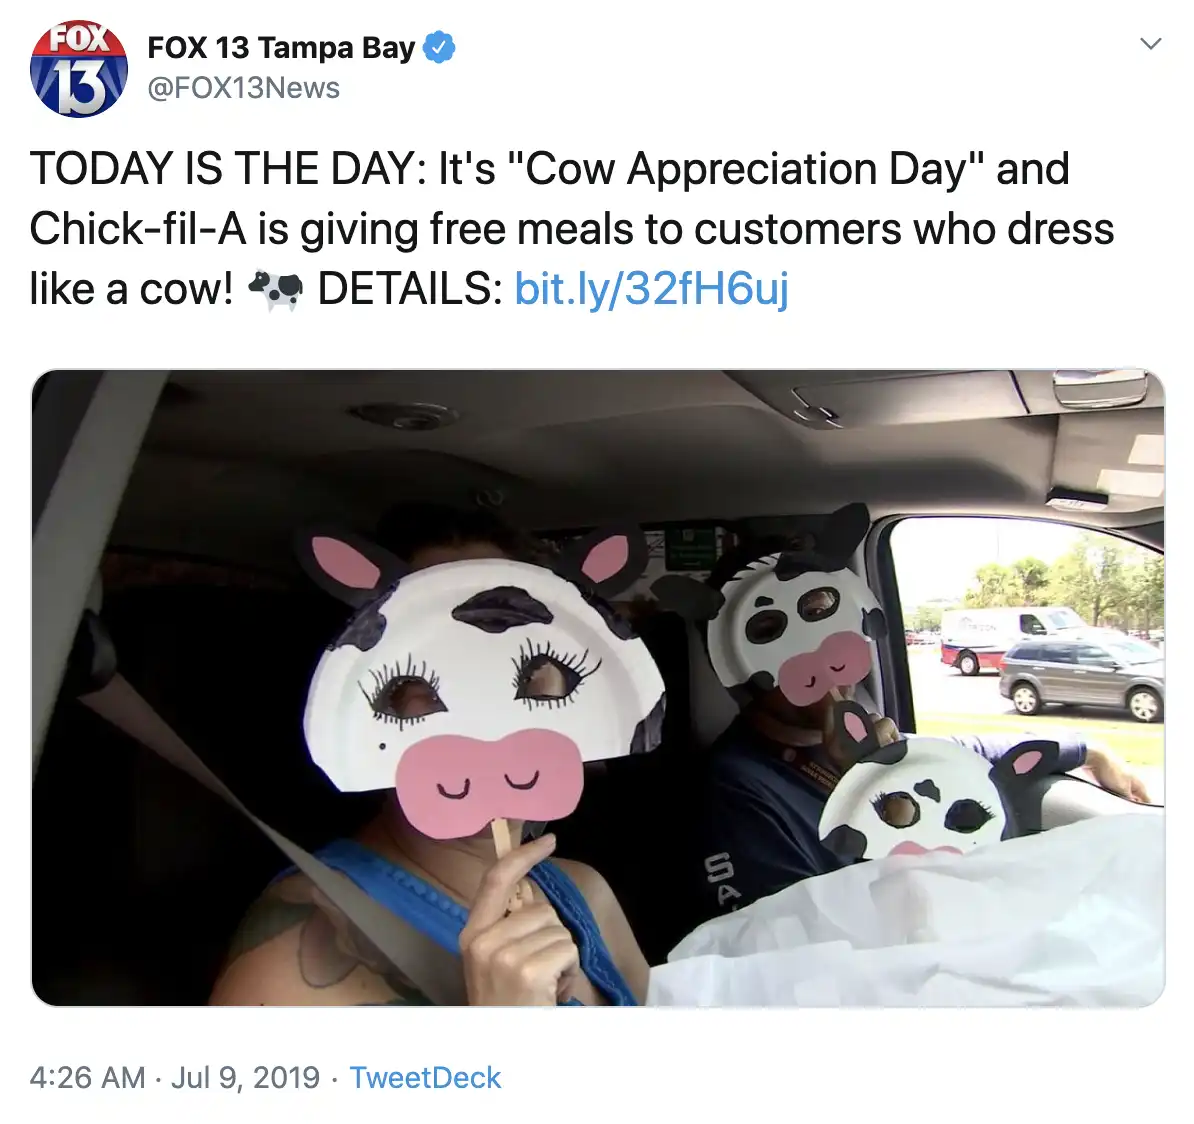 FOX
13
FOX 13 Tampa Bay
@FOX13News
TODAY IS THE DAY: It's "Cow Appreciation Day" and
Chick-fil-A is giving free meals to customers who dress
like a cow! 🐄 DETAILS: bit.ly/32fH6uj
SA
4:26 AM · Jul 9, 2019 · TweetDeck